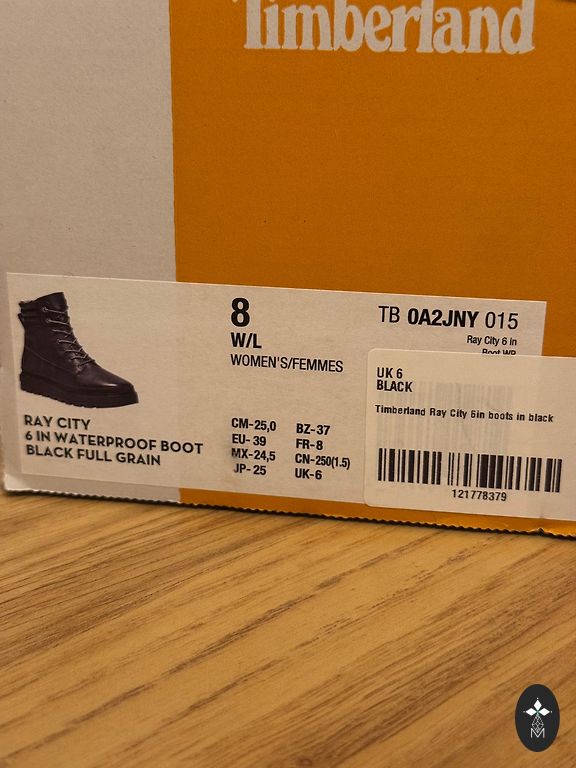 Timberland
8
W/L
WOMEN'S/FEMMES
TB 0A2JNY 015
Ray City 6 In
Boot WP
RAY CITY
6 IN WATERPROOF BOOT
BLACK FULL GRAIN
CM-25,0 BZ-37
EU- 39 FR-8
MX-24,5 CN-250(1.5)
JP- 25 UK-6
UK 6
BLACK
Timberland Ray City 6in boots in black
121778379
M